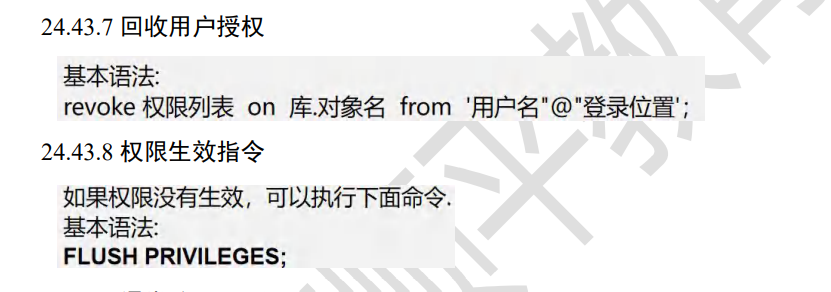 24.43.7 回收用户授权
基本语法:
revoke 权限列表 on 库.对象名 from '用户名"@"登录位置';
24.43.8 权限生效指令
如果权限没有生效，可以执行下面命令.
基本语法:
FLUSH PRIVILEGES;